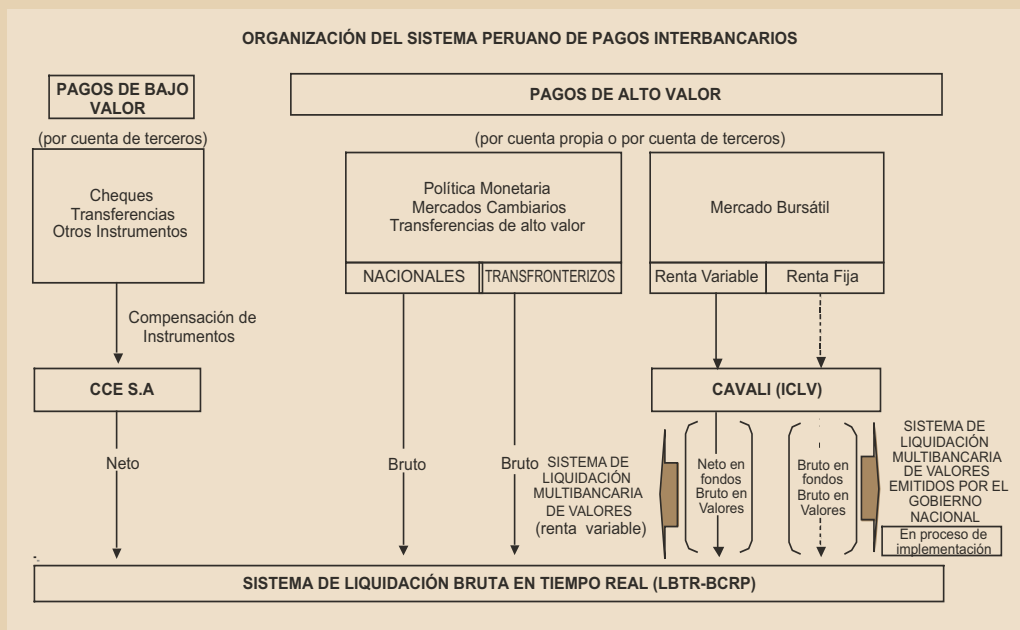 ORGANIZACIÓN DEL SISTEMA PERUANO DE PAGOS INTERBANCARIOS
PAGOS DE BAJO
VALOR
(por cuenta de terceros)
Cheques
Transferencias
Otros Instrumentos
Compensación de
Instrumentos
CCE S.A
Neto
PAGOS DE ALTO VALOR
(por cuenta propia o por cuenta de terceros)
Política Monetaria
Mercados Cambiarios
Transferencias de alto valor
NACIONALES
TRANSFRONTERIZOS
Bruto
Bruto
Mercado Bursátil
Renta Variable
Renta Fija
CAVALI (ICLV)
SISTEMA DE
LIQUIDACIÓN
MULTIBANCARIA
DE VALORES
(renta variable)
Neto en
fondos
Bruto en
Valores
Bruto en
fondos
Bruto en
Valores
SISTEMA DE
LIQUIDACIÓN
MULTIBANCARIA
DE VALORES
EMITIDOS POR EL
GOBIERNO
NACIONAL
En proceso de
implementación
SISTEMA DE LIQUIDACIÓN BRUTA EN TIEMPO REAL (LBTR-BCRP)